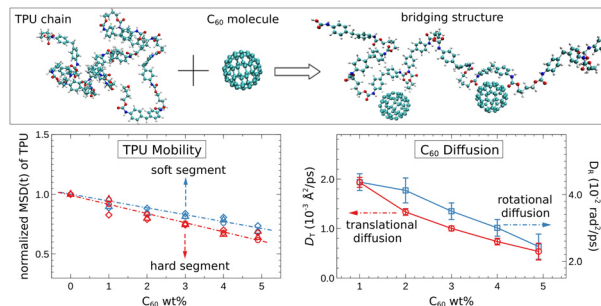 TPU chain
C60 molecule
bridging structure
TPU Mobility
soft segment
hard segment
normalized MSD(t) of TPU
1.5
1.0
0.5
0 1 2 3 4 5
C60 wt%
C60 Diffusion
rotational
diffusion
translational
diffusion
DT (10⁻³ Å²/ps)
3
2
1
0
DR (10⁻² rad²/ps)
4.0
3.0
2.0
1 2 3 4 5
C60 wt%